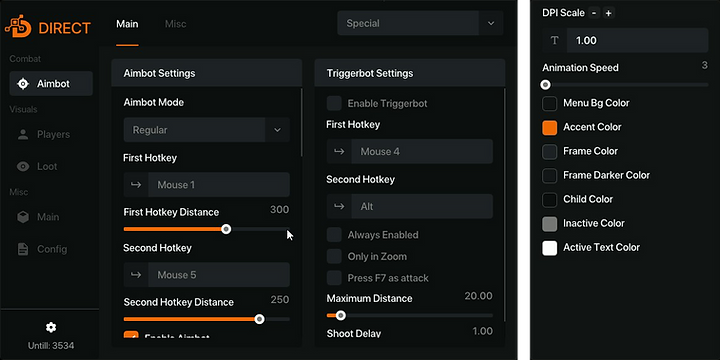 DIRECT
Main
Misc
Special
Combat
Aimbot
Visuals
Players
Loot
Misc
Main
Config
Untill: 3534
Aimbot Settings
Aimbot Mode
Regular
First Hotkey
Mouse 1
First Hotkey Distance 300
Second Hotkey
Mouse 5
Second Hotkey Distance 250
Enable Aimbot
Triggerbot Settings
Enable Triggerbot
First Hotkey
Mouse 4
Second Hotkey
Alt
Always Enabled
Only in Zoom
Press F7 as attack
Maximum Distance 20.00
Shoot Delay 1.00
DPI Scale - +
T 1.00
Animation Speed 3
Menu Bg Color
Accent Color
Frame Color
Frame Darker Color
Child Color
Inactive Color
Active Text Color